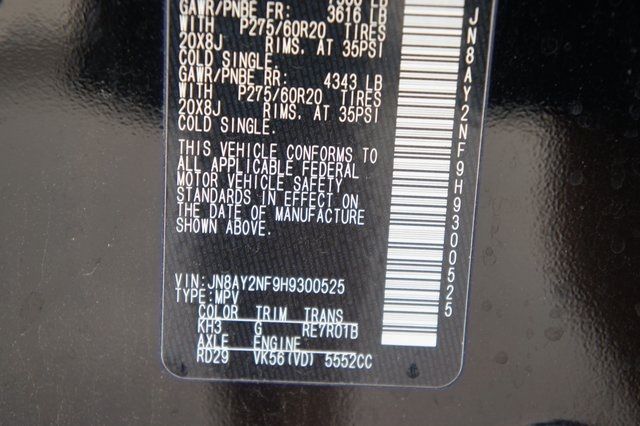 GAWR/PNBE FR: 3616 LB
WITH P275/60R20 TIRES
20X8J RIMS. AT 35PSI
COLD SINGLE.
GAWR/PNBE RR: 4343 LB
WITH P275/60R20 TIRES
20X8J RIMS. AT 35PSI
COLD SINGLE.
THIS VEHICLE CONFORMS TO
ALL APPLICABLE FEDERAL
MOTOR VEHICLE SAFETY
STANDARDS IN EFFECT ON
THE DATE OF MANUFACTURE
SHOWN ABOVE.
VIN: JN8AY2NF9H9300525
TYPE: MPV
COLOR TRIM TRANS
KH3 G RE7R01B
AXLE ENGINE
RD29 VK56(VD) 5552CC
JN8AY2NF9H9300525